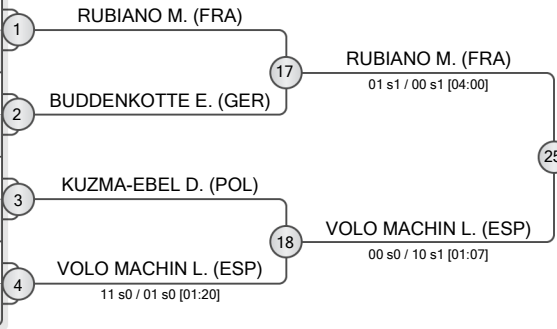 1
RUBIANO M. (FRA)
17
RUBIANO M. (FRA)
01 s1 / 00 s1 [04:00]
2
BUDDENKOTTE E. (GER)
25
3
KUZMA-EBEL D. (POL)
18
VOLO MACHIN L. (ESP)
00 s0 / 10 s1 [01:07]
4
VOLO MACHIN L. (ESP)
11 s0 / 01 s0 [01:20]